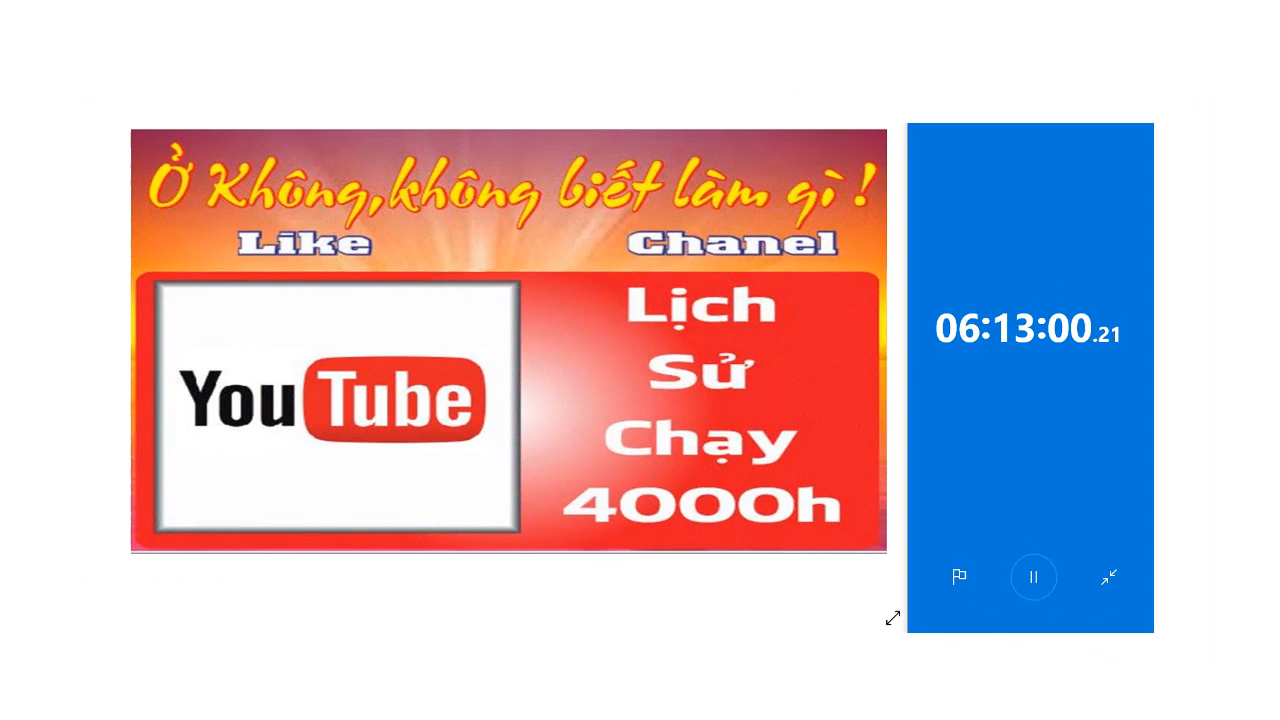 Ở Không,không biết làm gì !
Like Chanel
YouTube
Lịch
Sử
Chạy
4000h
06:13:00.21